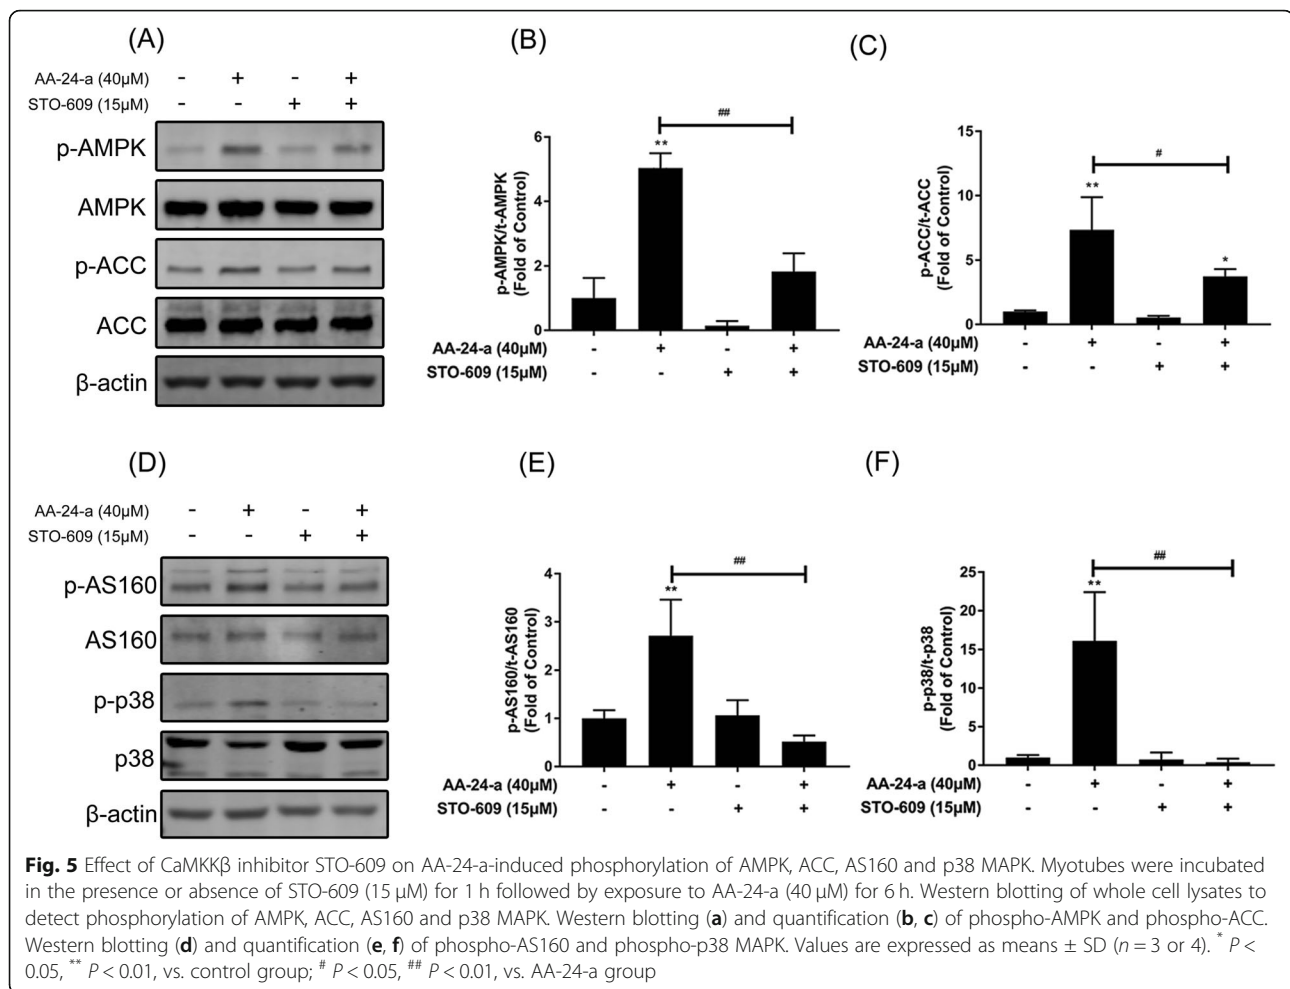 (A)
AA-24-a (40μM) - + - +
STO-609 (15μM) - - + +
p-AMPK
AMPK
p-ACC
ACC
β-actin
(B)
p-AMPK/t-AMPK
(Fold of Control)
6
4
2
0
**
##
AA-24-a (40μM) - + - +
STO-609 (15μM) - - + +
(C)
p-ACC/t-ACC
(Fold of Control)
15
10
5
0
**
#
*
AA-24-a (40μM) - + - +
STO-609 (15μM) - - + +
(D)
AA-24-a (40μM) - + - +
STO-609 (15μM) - - + +
p-AS160
AS160
p-p38
p38
β-actin
(E)
p-AS160/t-AS160
(Fold of Control)
4
3
2
1
0
**
##
AA-24-a (40μM) - + - +
STO-609 (15μM) - - + +
(F)
p-p38/t-p38
(Fold of Control)
25
20
15
10
5
0
**
##
AA-24-a (40μM) - + - +
STO-609 (15μM) - - + +
Fig. 5 Effect of CaMKKβ inhibitor STO-609 on AA-24-a-induced phosphorylation of AMPK, ACC, AS160 and p38 MAPK. Myotubes were incubated
in the presence or absence of STO-609 (15 μM) for 1 h followed by exposure to AA-24-a (40 μM) for 6 h. Western blotting of whole cell lysates to
detect phosphorylation of AMPK, ACC, AS160 and p38 MAPK. Western blotting (a) and quantification (b, c) of phospho-AMPK and phospho-ACC.
Western blotting (d) and quantification (e, f) of phospho-AS160 and phospho-p38 MAPK. Values are expressed as means ± SD (n = 3 or 4). * P <
0.05, ** P < 0.01, vs. control group; # P < 0.05, ## P < 0.01, vs. AA-24-a group